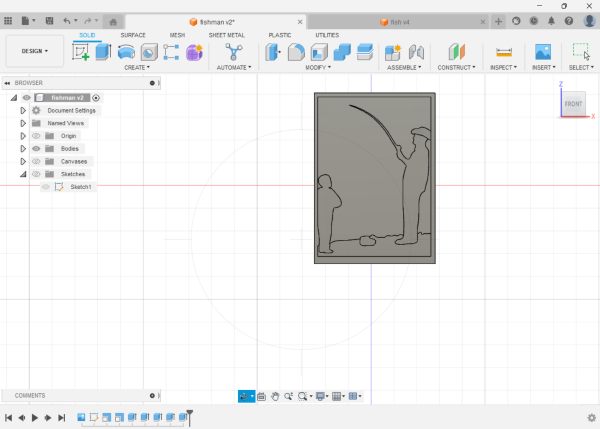 fishman v2*
fish v4
SOLID SURFACE MESH SHEET METAL PLASTIC UTILITIES
DESIGN
CREATE AUTOMATE MODIFY ASSEMBLE CONSTRUCT INSPECT INSERT SELECT
BROWSER
fishman v2
Document Settings
Named Views
Origin
Bodies
Canvases
Sketches
Sketch1
Z
FRONT
X
COMMENTS